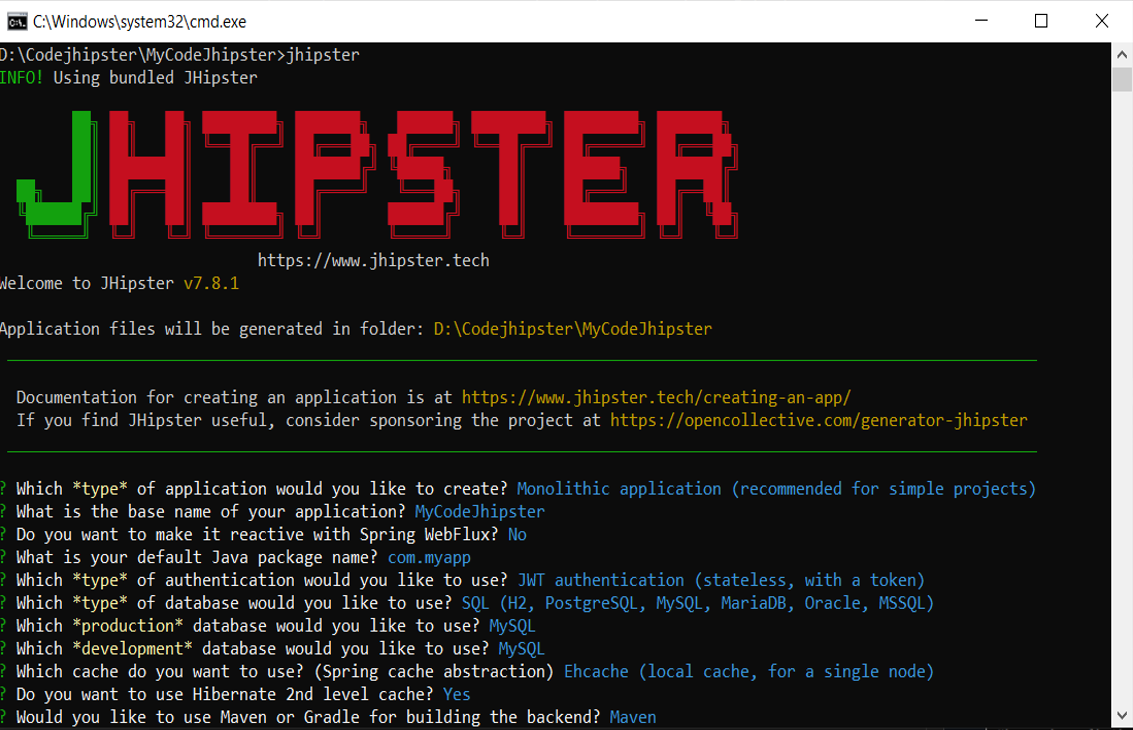 C:\Windows\system32\cmd.exe
D:\Codejhipster\MyCodeJhipster>jhipster
INFO! Using bundled JHipster
JHIPSTER
https://www.jhipster.tech
Welcome to JHipster v7.8.1
Application files will be generated in folder: D:\Codejhipster\MyCodeJhipster
Documentation for creating an application is at https://www.jhipster.tech/creating-an-app/
If you find JHipster useful, consider sponsoring the project at https://opencollective.com/generator-jhipster
? Which *type* of application would you like to create? Monolithic application (recommended for simple projects)
? What is the base name of your application? MyCodeJhipster
? Do you want to make it reactive with Spring WebFlux? No
? What is your default Java package name? com.myapp
? Which *type* of authentication would you like to use? JWT authentication (stateless, with a token)
? Which *type* of database would you like to use? SQL (H2, PostgreSQL, MySQL, MariaDB, Oracle, MSSQL)
? Which *production* database would you like to use? MySQL
? Which *development* database would you like to use? MySQL
? Which cache do you want to use? (Spring cache abstraction) Ehcache (local cache, for a single node)
? Do you want to use Hibernate 2nd level cache? Yes
? Would you like to use Maven or Gradle for building the backend? Maven